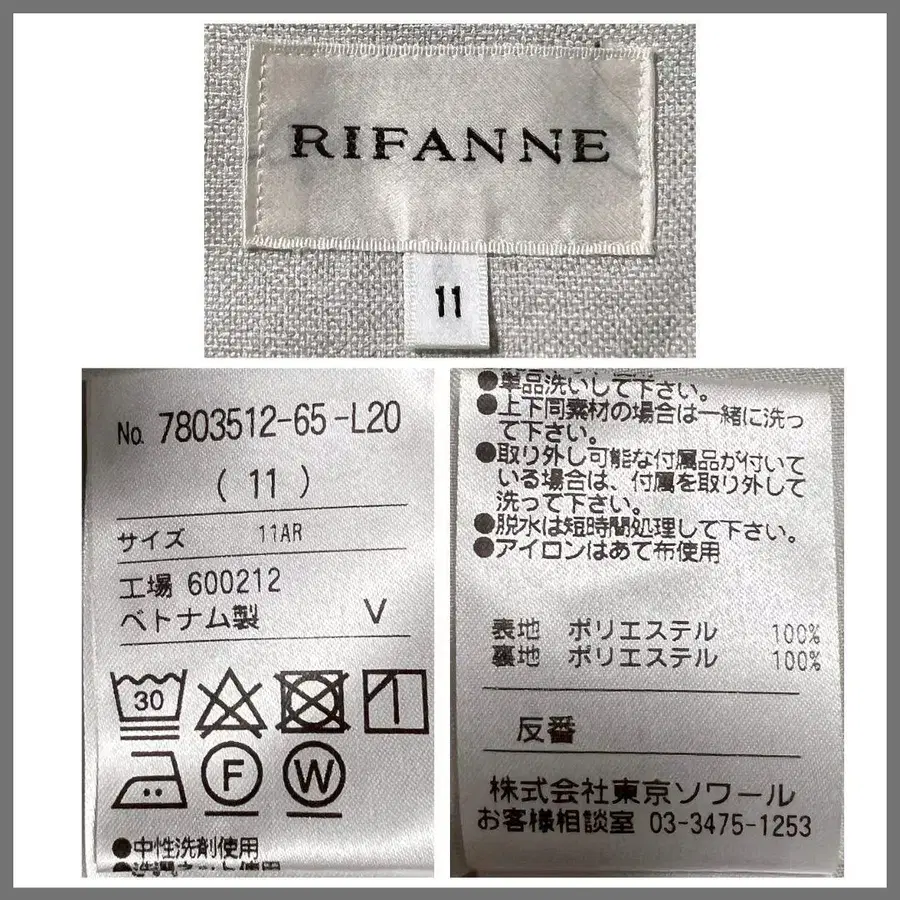 RIFANNE
11
No. 7803512-65-L20
(11)
サイズ 11AR
工場 600212
ベトナム製 V
30
F W
●中性洗剤使用
●洗濯ネット使用
●単品洗いして下さい。
●上下同素材の場合は一緒に洗っ
て下さい。
●取り外し可能な付属品が付いて
いる場合は、付属を取り外して
洗って下さい。
●脱水は短時間処理して下さい。
●アイロンはあて布使用
表地 ポリエステル 100%
裏地 ポリエステル 100%
反番
株式会社東京ソワール
お客様相談室 03-3475-1253